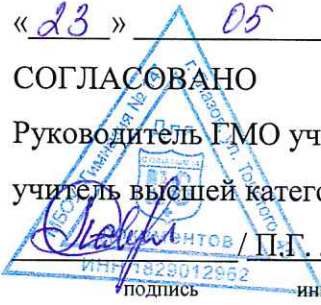 « 23 » 05
СОГЛАСОВАНО
Руководитель ГМО уч
учитель высшей катего
/ П.Г.
подпись
ИНН 1829012962